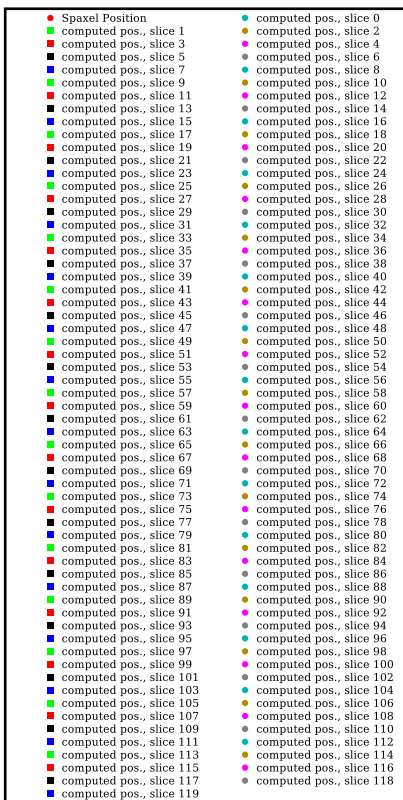 Spaxel Position computed pos., slice 0
computed pos., slice 1 computed pos., slice 2
computed pos., slice 3 computed pos., slice 4
computed pos., slice 5 computed pos., slice 6
computed pos., slice 7 computed pos., slice 8
computed pos., slice 9 computed pos., slice 10
computed pos., slice 11 computed pos., slice 12
computed pos., slice 13 computed pos., slice 14
computed pos., slice 15 computed pos., slice 16
computed pos., slice 17 computed pos., slice 18
computed pos., slice 19 computed pos., slice 20
computed pos., slice 21 computed pos., slice 22
computed pos., slice 23 computed pos., slice 24
computed pos., slice 25 computed pos., slice 26
computed pos., slice 27 computed pos., slice 28
computed pos., slice 29 computed pos., slice 30
computed pos., slice 31 computed pos., slice 32
computed pos., slice 33 computed pos., slice 34
computed pos., slice 35 computed pos., slice 36
computed pos., slice 37 computed pos., slice 38
computed pos., slice 39 computed pos., slice 40
computed pos., slice 41 computed pos., slice 42
computed pos., slice 43 computed pos., slice 44
computed pos., slice 45 computed pos., slice 46
computed pos., slice 47 computed pos., slice 48
computed pos., slice 49 computed pos., slice 50
computed pos., slice 51 computed pos., slice 52
computed pos., slice 53 computed pos., slice 54
computed pos., slice 55 computed pos., slice 56
computed pos., slice 57 computed pos., slice 58
computed pos., slice 59 computed pos., slice 60
computed pos., slice 61 computed pos., slice 62
computed pos., slice 63 computed pos., slice 64
computed pos., slice 65 computed pos., slice 66
computed pos., slice 67 computed pos., slice 68
computed pos., slice 69 computed pos., slice 70
computed pos., slice 71 computed pos., slice 72
computed pos., slice 73 computed pos., slice 74
computed pos., slice 75 computed pos., slice 76
computed pos., slice 77 computed pos., slice 78
computed pos., slice 79 computed pos., slice 80
computed pos., slice 81 computed pos., slice 82
computed pos., slice 83 computed pos., slice 84
computed pos., slice 85 computed pos., slice 86
computed pos., slice 87 computed pos., slice 88
computed pos., slice 89 computed pos., slice 90
computed pos., slice 91 computed pos., slice 92
computed pos., slice 93 computed pos., slice 94
computed pos., slice 95 computed pos., slice 96
computed pos., slice 97 computed pos., slice 98
computed pos., slice 99 computed pos., slice 100
computed pos., slice 101 computed pos., slice 102
computed pos., slice 103 computed pos., slice 104
computed pos., slice 105 computed pos., slice 106
computed pos., slice 107 computed pos., slice 108
computed pos., slice 109 computed pos., slice 110
computed pos., slice 111 computed pos., slice 112
computed pos., slice 113 computed pos., slice 114
computed pos., slice 115 computed pos., slice 116
computed pos., slice 117 computed pos., slice 118
computed pos., slice 119